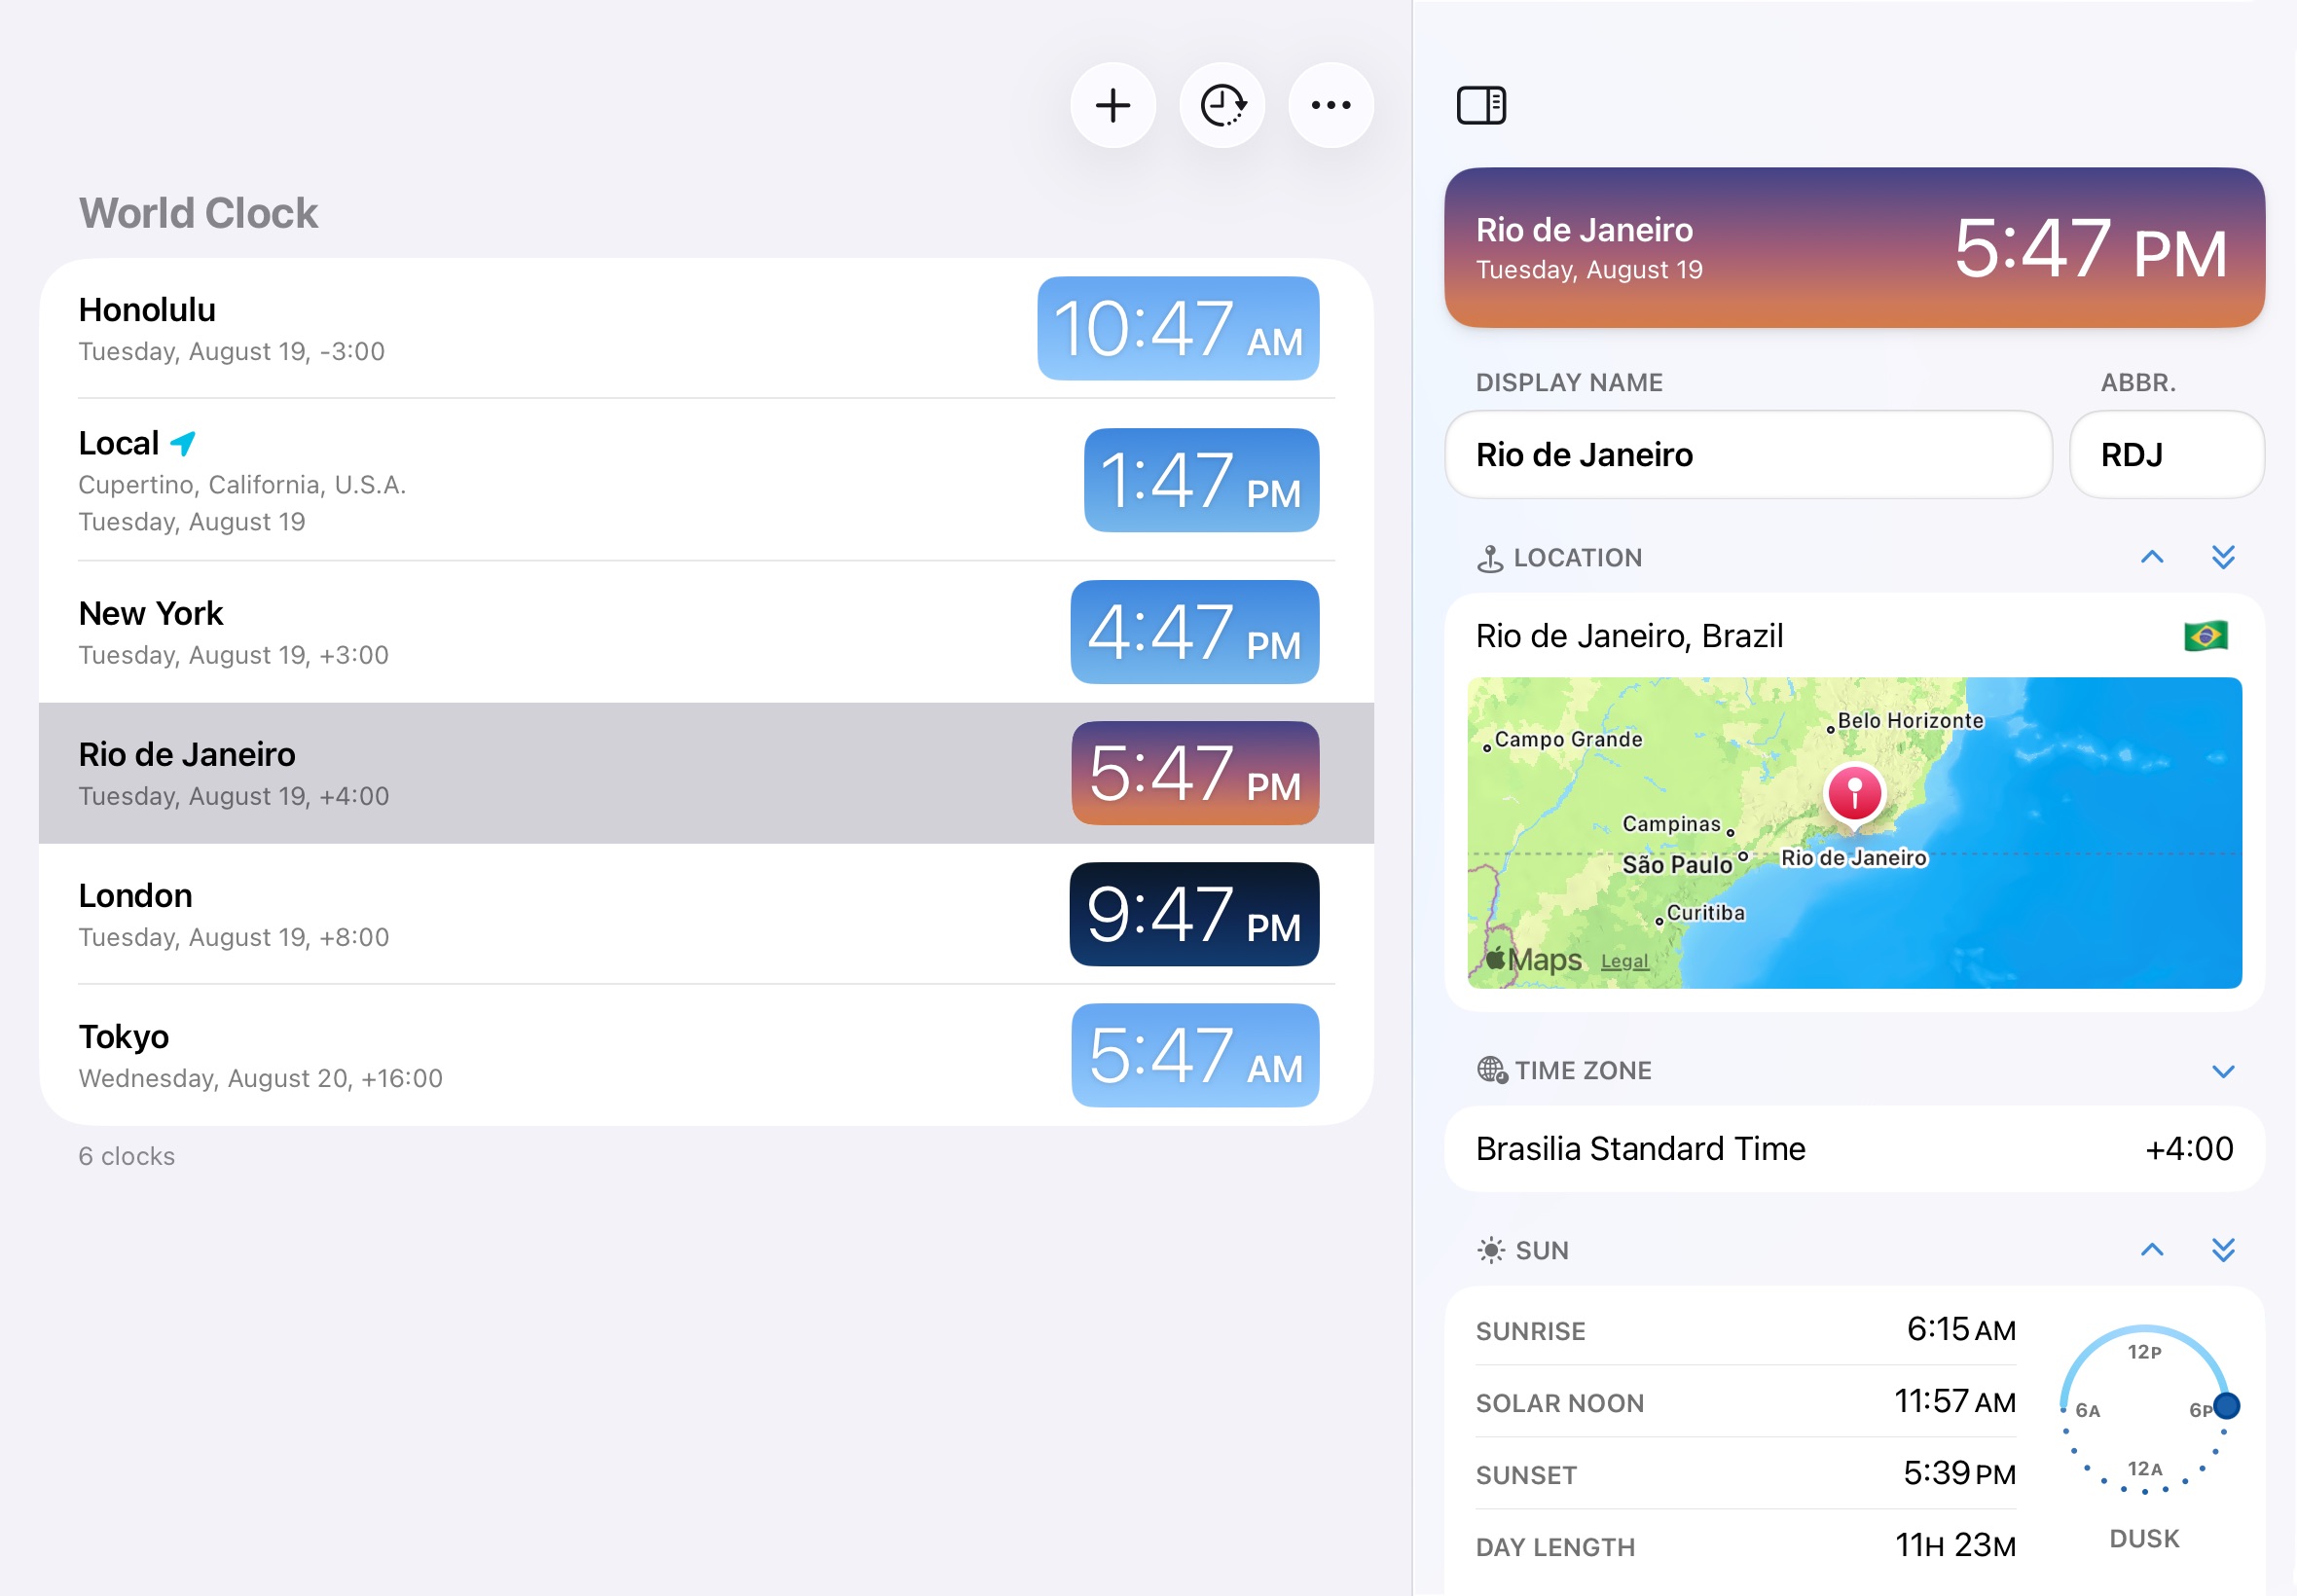 World Clock
Honolulu
Tuesday, August 19, -3:00
10:47 AM
Local
Cupertino, California, U.S.A.
Tuesday, August 19
1:47 PM
New York
Tuesday, August 19, +3:00
4:47 PM
Rio de Janeiro
Tuesday, August 19, +4:00
5:47 PM
London
Tuesday, August 19, +8:00
9:47 PM
Tokyo
Wednesday, August 20, +16:00
5:47 AM
6 clocks
Rio de Janeiro
Tuesday, August 19
5:47 PM
DISPLAY NAME
ABBR.
Rio de Janeiro
RDJ
LOCATION
Rio de Janeiro, Brazil
Belo Horizonte
Campo Grande
Campinas
São Paulo
Rio de Janeiro
Curitiba
Maps Legal
TIME ZONE
Brasilia Standard Time +4:00
SUN
SUNRISE 6:15 AM
SOLAR NOON 11:57 AM
SUNSET 5:39 PM
DAY LENGTH 11H 23M
12P
6A
6P
12A
DUSK